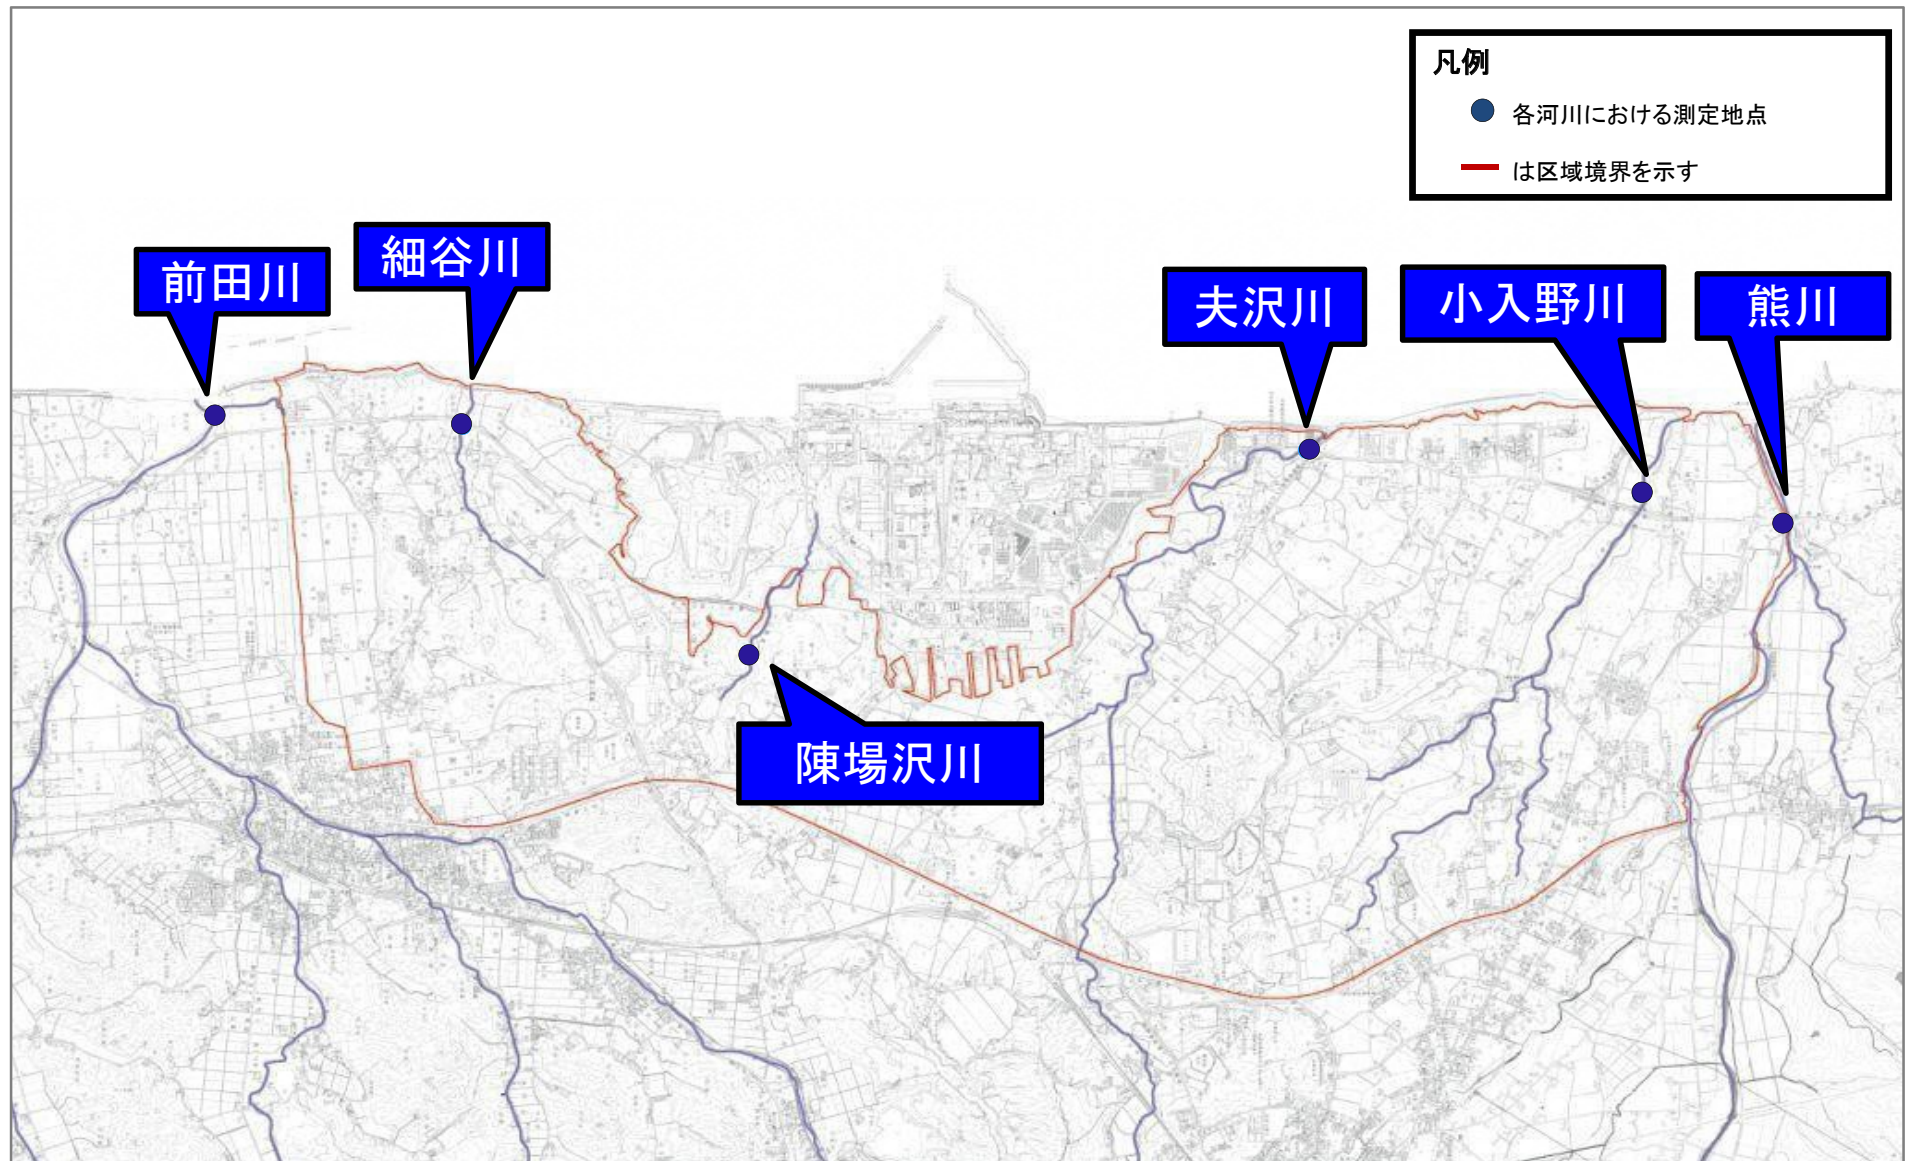 凡例
各河川における測定地点
は区域境界を示す
前田川
細谷川
夫沢川
小入野川
熊川
陳場沢川